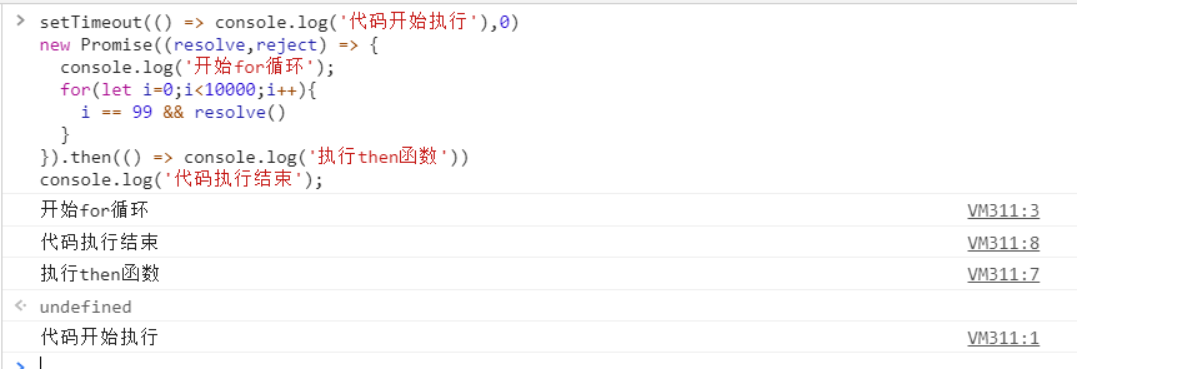 setTimeout(() => console.log('代码开始执行'),0)
new Promise((resolve,reject) => {
  console.log('开始for循环');
  for(let i=0;i<10000;i++){
    i == 99 && resolve()
  }
}).then(() => console.log('执行then函数'))
console.log('代码执行结束');
开始for循环 VM311:3
代码执行结束 VM311:8
执行then函数 VM311:7
undefined
代码开始执行 VM311:1